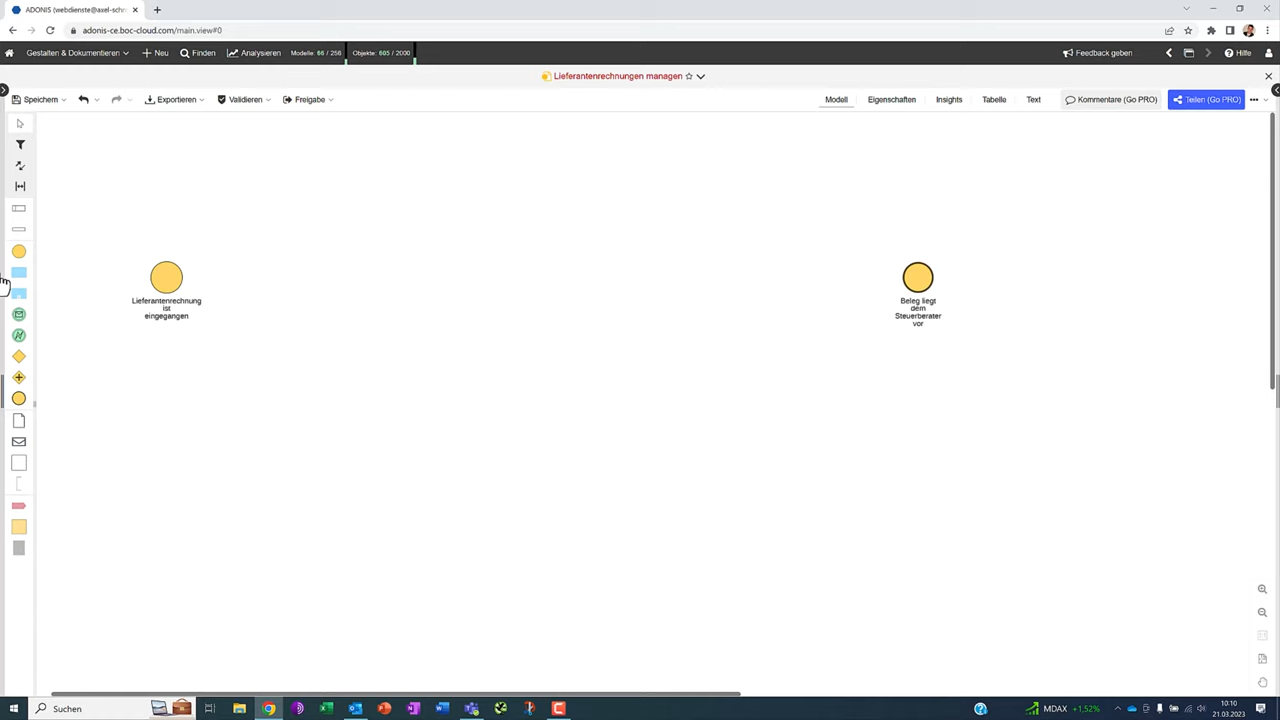 ADONIS (webdienste@axel-schr
adonis-ce.boc-cloud.com/main.view#0
Gestalten & Dokumentieren
Neu
Finden
Analysieren
Modelle: 66 / 256
Objekte: 605 / 2000
Feedback geben
Hilfe
Lieferantenrechnungen managen
Speichern
Exportieren
Validieren
Freigabe
Modell
Eigenschaften
Insights
Tabelle
Text
Kommentare (Go PRO)
Teilen (Go PRO)
Lieferantenrechnung
ist
eingegangen
Beleg liegt
dem
Steuerberater
vor
Suchen
MDAX +1,52%
10:10
21.03.2023